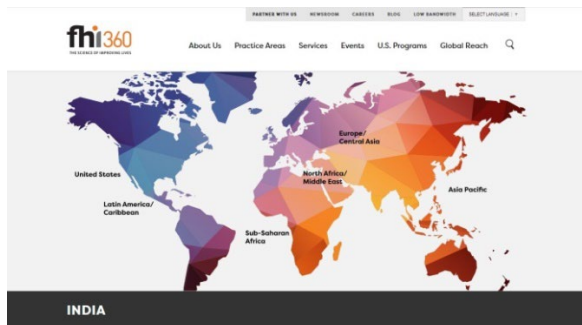 PARTNER WITH US NEWSROOM CAREERS BLOG LOW BANDWIDTH SELECT LANGUAGE
fhi360
THE SCIENCE OF IMPROVING LIVES
About Us Practice Areas Services Events U.S. Programs Global Reach
Europe/
Central Asia
United States
North Africa/
Middle East
Asia Pacific
Latin America/
Caribbean
Sub-Saharan
Africa
INDIA